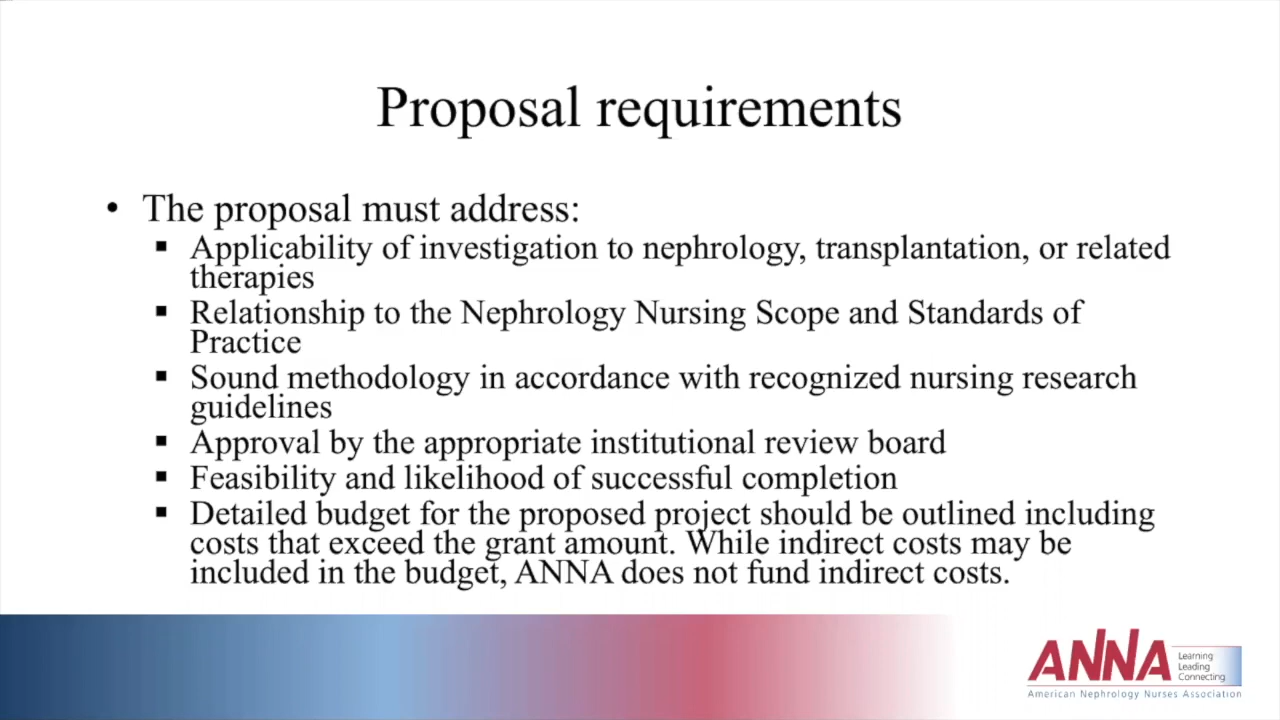 Proposal requirements
• The proposal must address:
▪ Applicability of investigation to nephrology, transplantation, or related
therapies
▪ Relationship to the Nephrology Nursing Scope and Standards of
Practice
▪ Sound methodology in accordance with recognized nursing research
guidelines
▪ Approval by the appropriate institutional review board
▪ Feasibility and likelihood of successful completion
▪ Detailed budget for the proposed project should be outlined including
costs that exceed the grant amount. While indirect costs may be
included in the budget, ANNA does not fund indirect costs.
ANNA
Learning
Leading
Connecting
American Nephrology Nurses Association